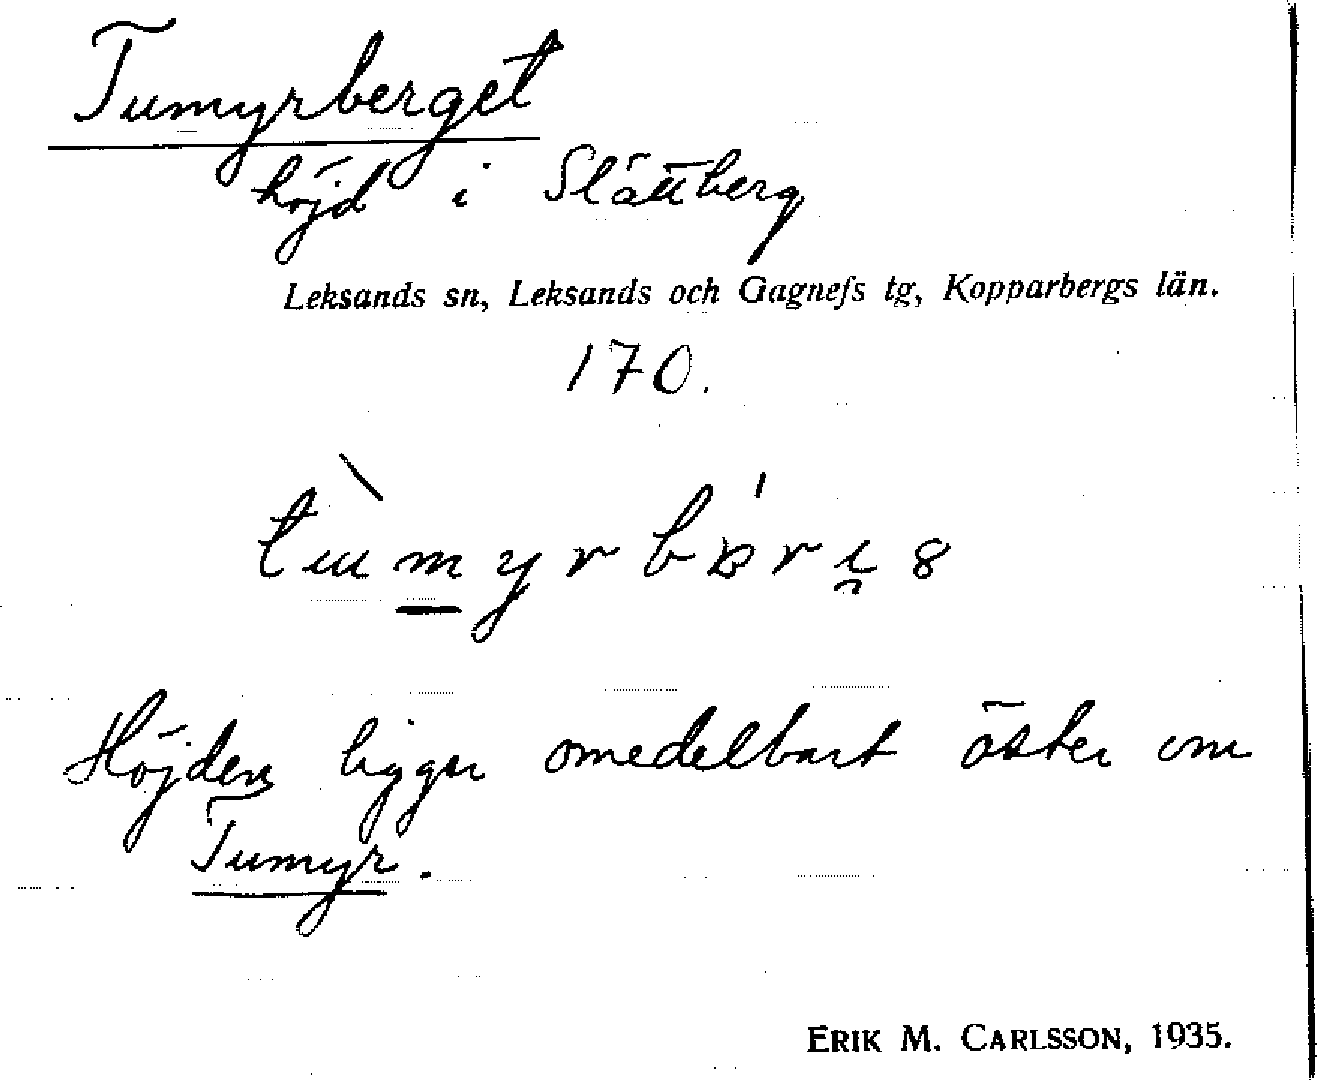 Tumyrberget
höjd i Slättberg
Leksands sn, Leksands och Gagnefs tg, Kopparbergs län.
170.
Höjden ligger omedelbart öster om
Tumyr.
ERIK M. CARLSSON, 1935.